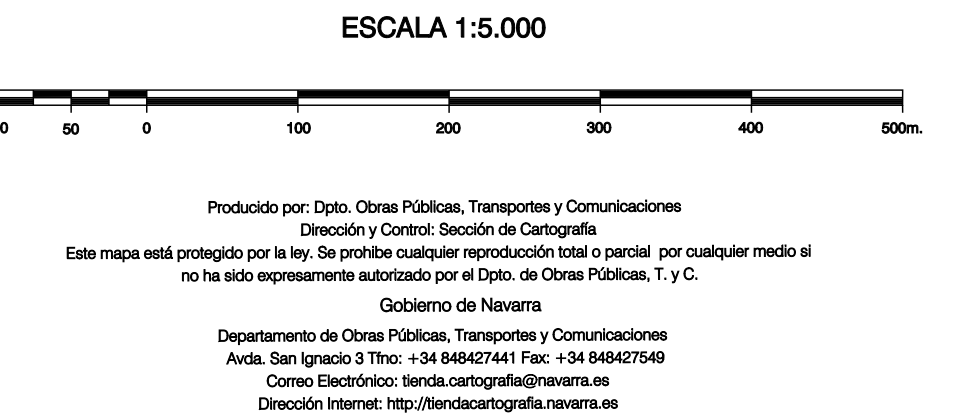 ESCALA 1:5.000
0 50 0 100 200 300 400 500m.
Producido por: Dpto. Obras Públicas, Transportes y Comunicaciones
Dirección y Control: Sección de Cartografía
Este mapa está protegido por la ley. Se prohibe cualquier reproducción total o parcial por cualquier medio si
no ha sido expresamente autorizado por el Dpto. de Obras Públicas, T. y C.
Gobierno de Navarra
Departamento de Obras Públicas, Transportes y Comunicaciones
Avda. San Ignacio 3 Tfno: +34 848427441 Fax: +34 848427549
Correo Electrónico: tienda.cartografia@navarra.es
Dirección Internet: http://tiendacartografia.navarra.es